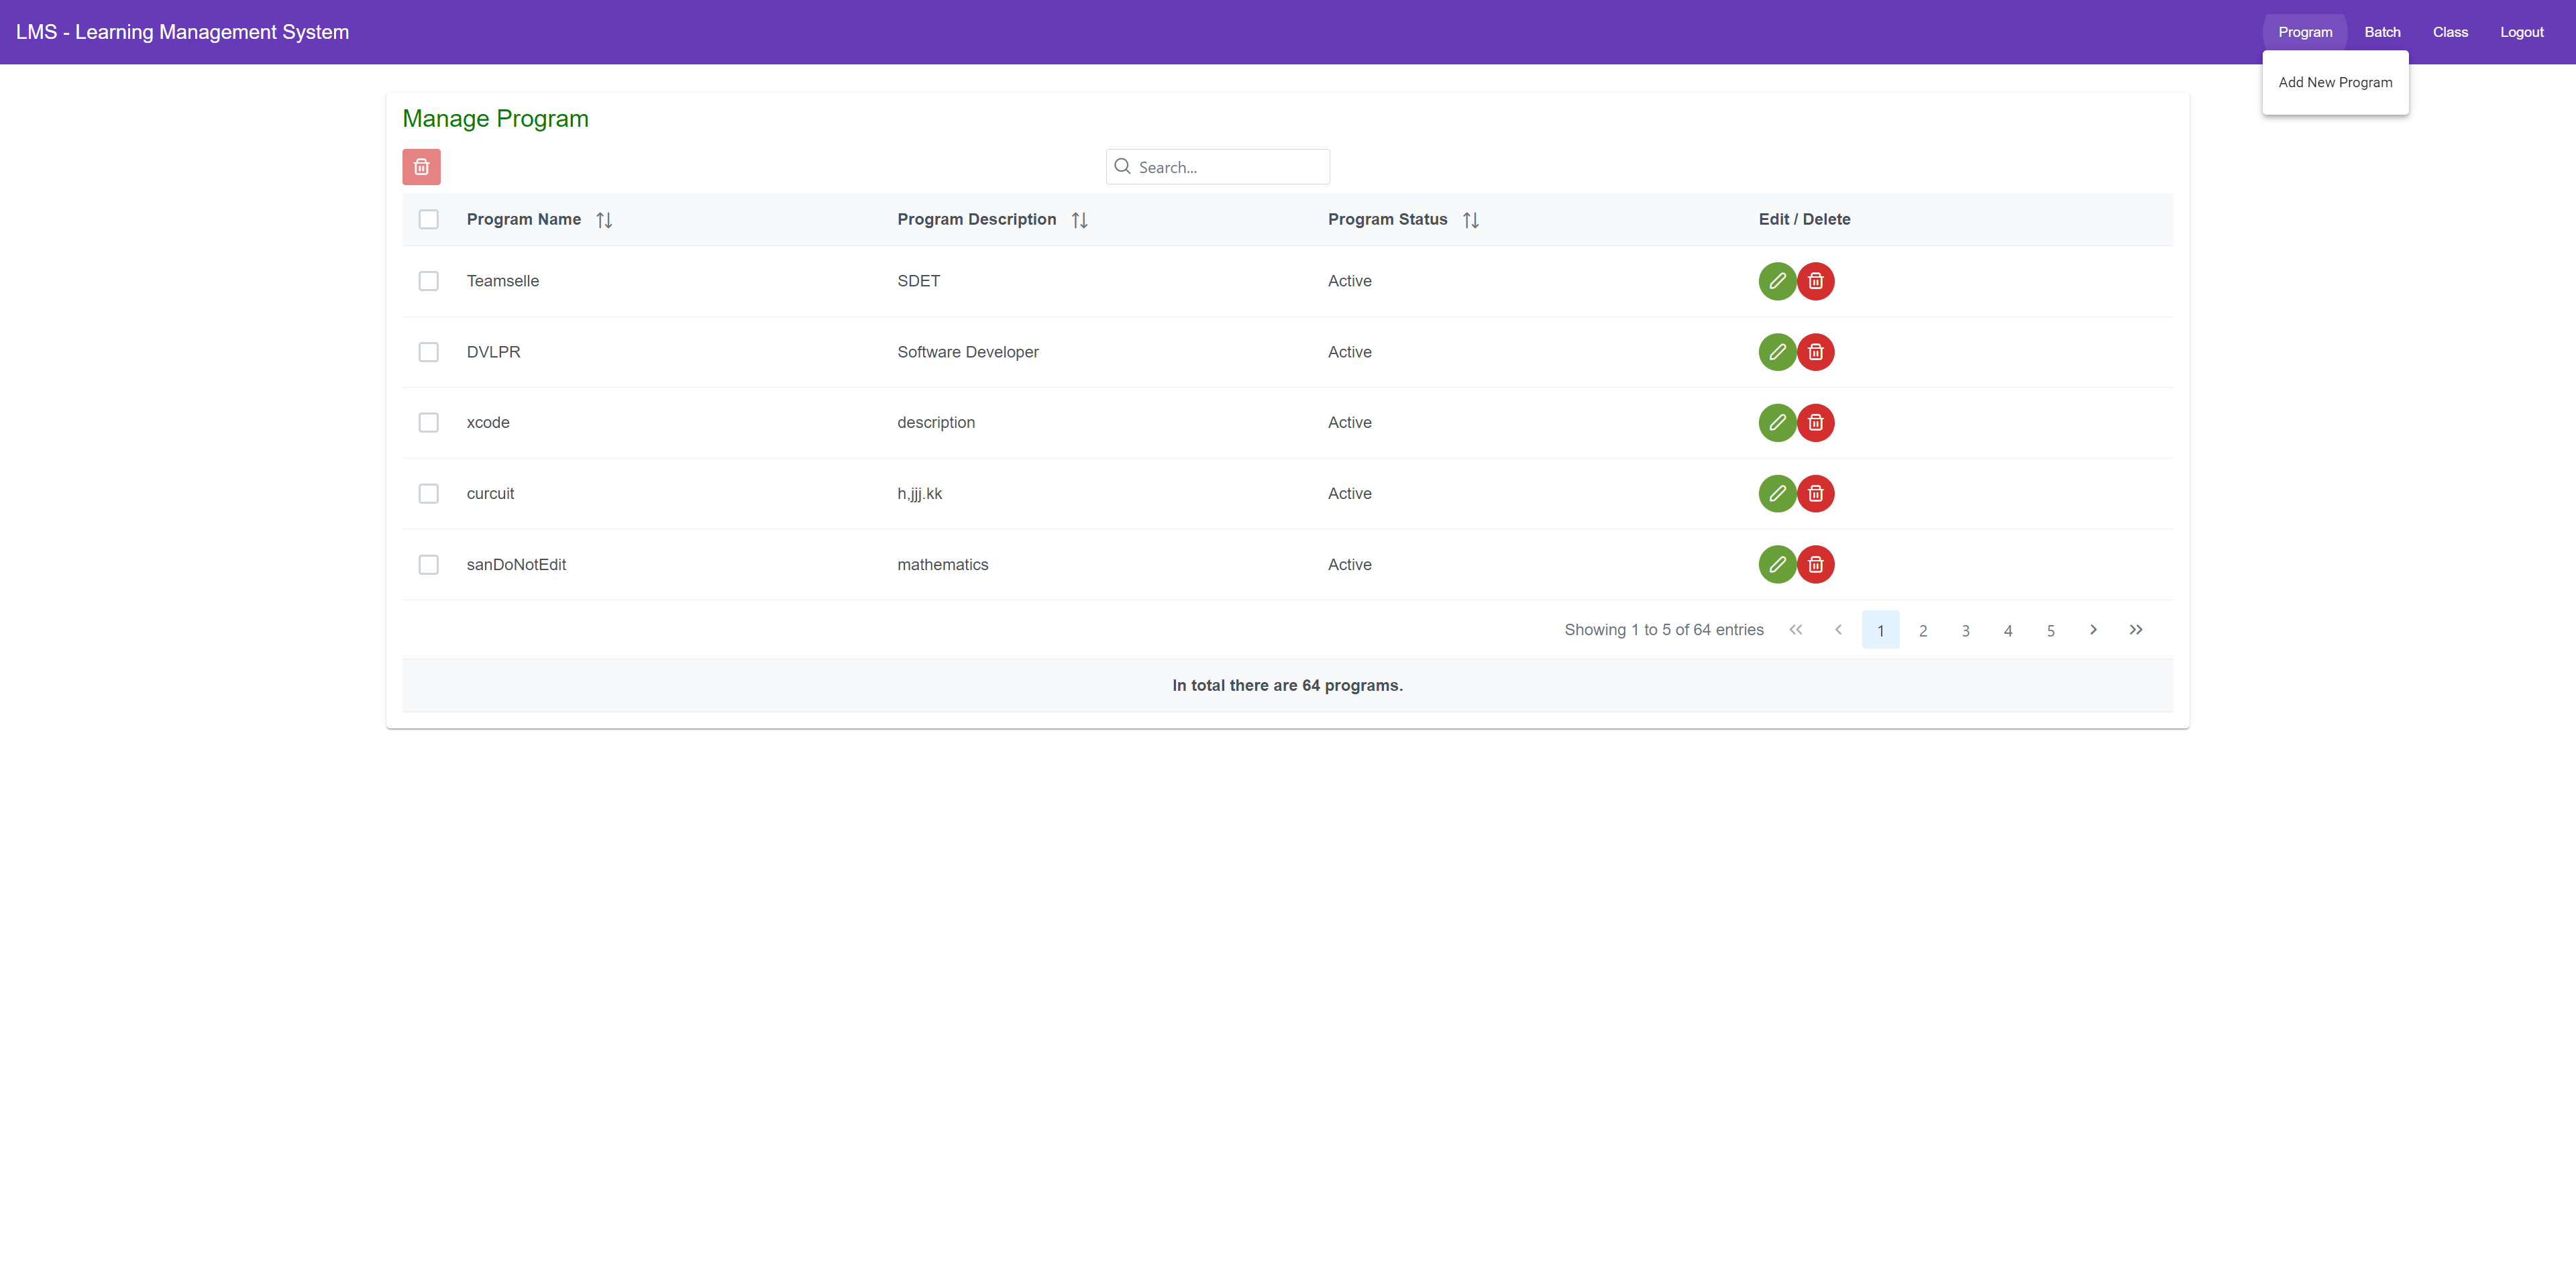 LMS - Learning Management System
Program Batch Class Logout
Add New Program
Manage Program
Search...
Program Name Program Description Program Status Edit / Delete
Teamselle SDET Active
DVLPR Software Developer Active
xcode description Active
curcuit h,jjj.kk Active
sanDoNotEdit mathematics Active
Showing 1 to 5 of 64 entries 1 2 3 4 5
In total there are 64 programs.